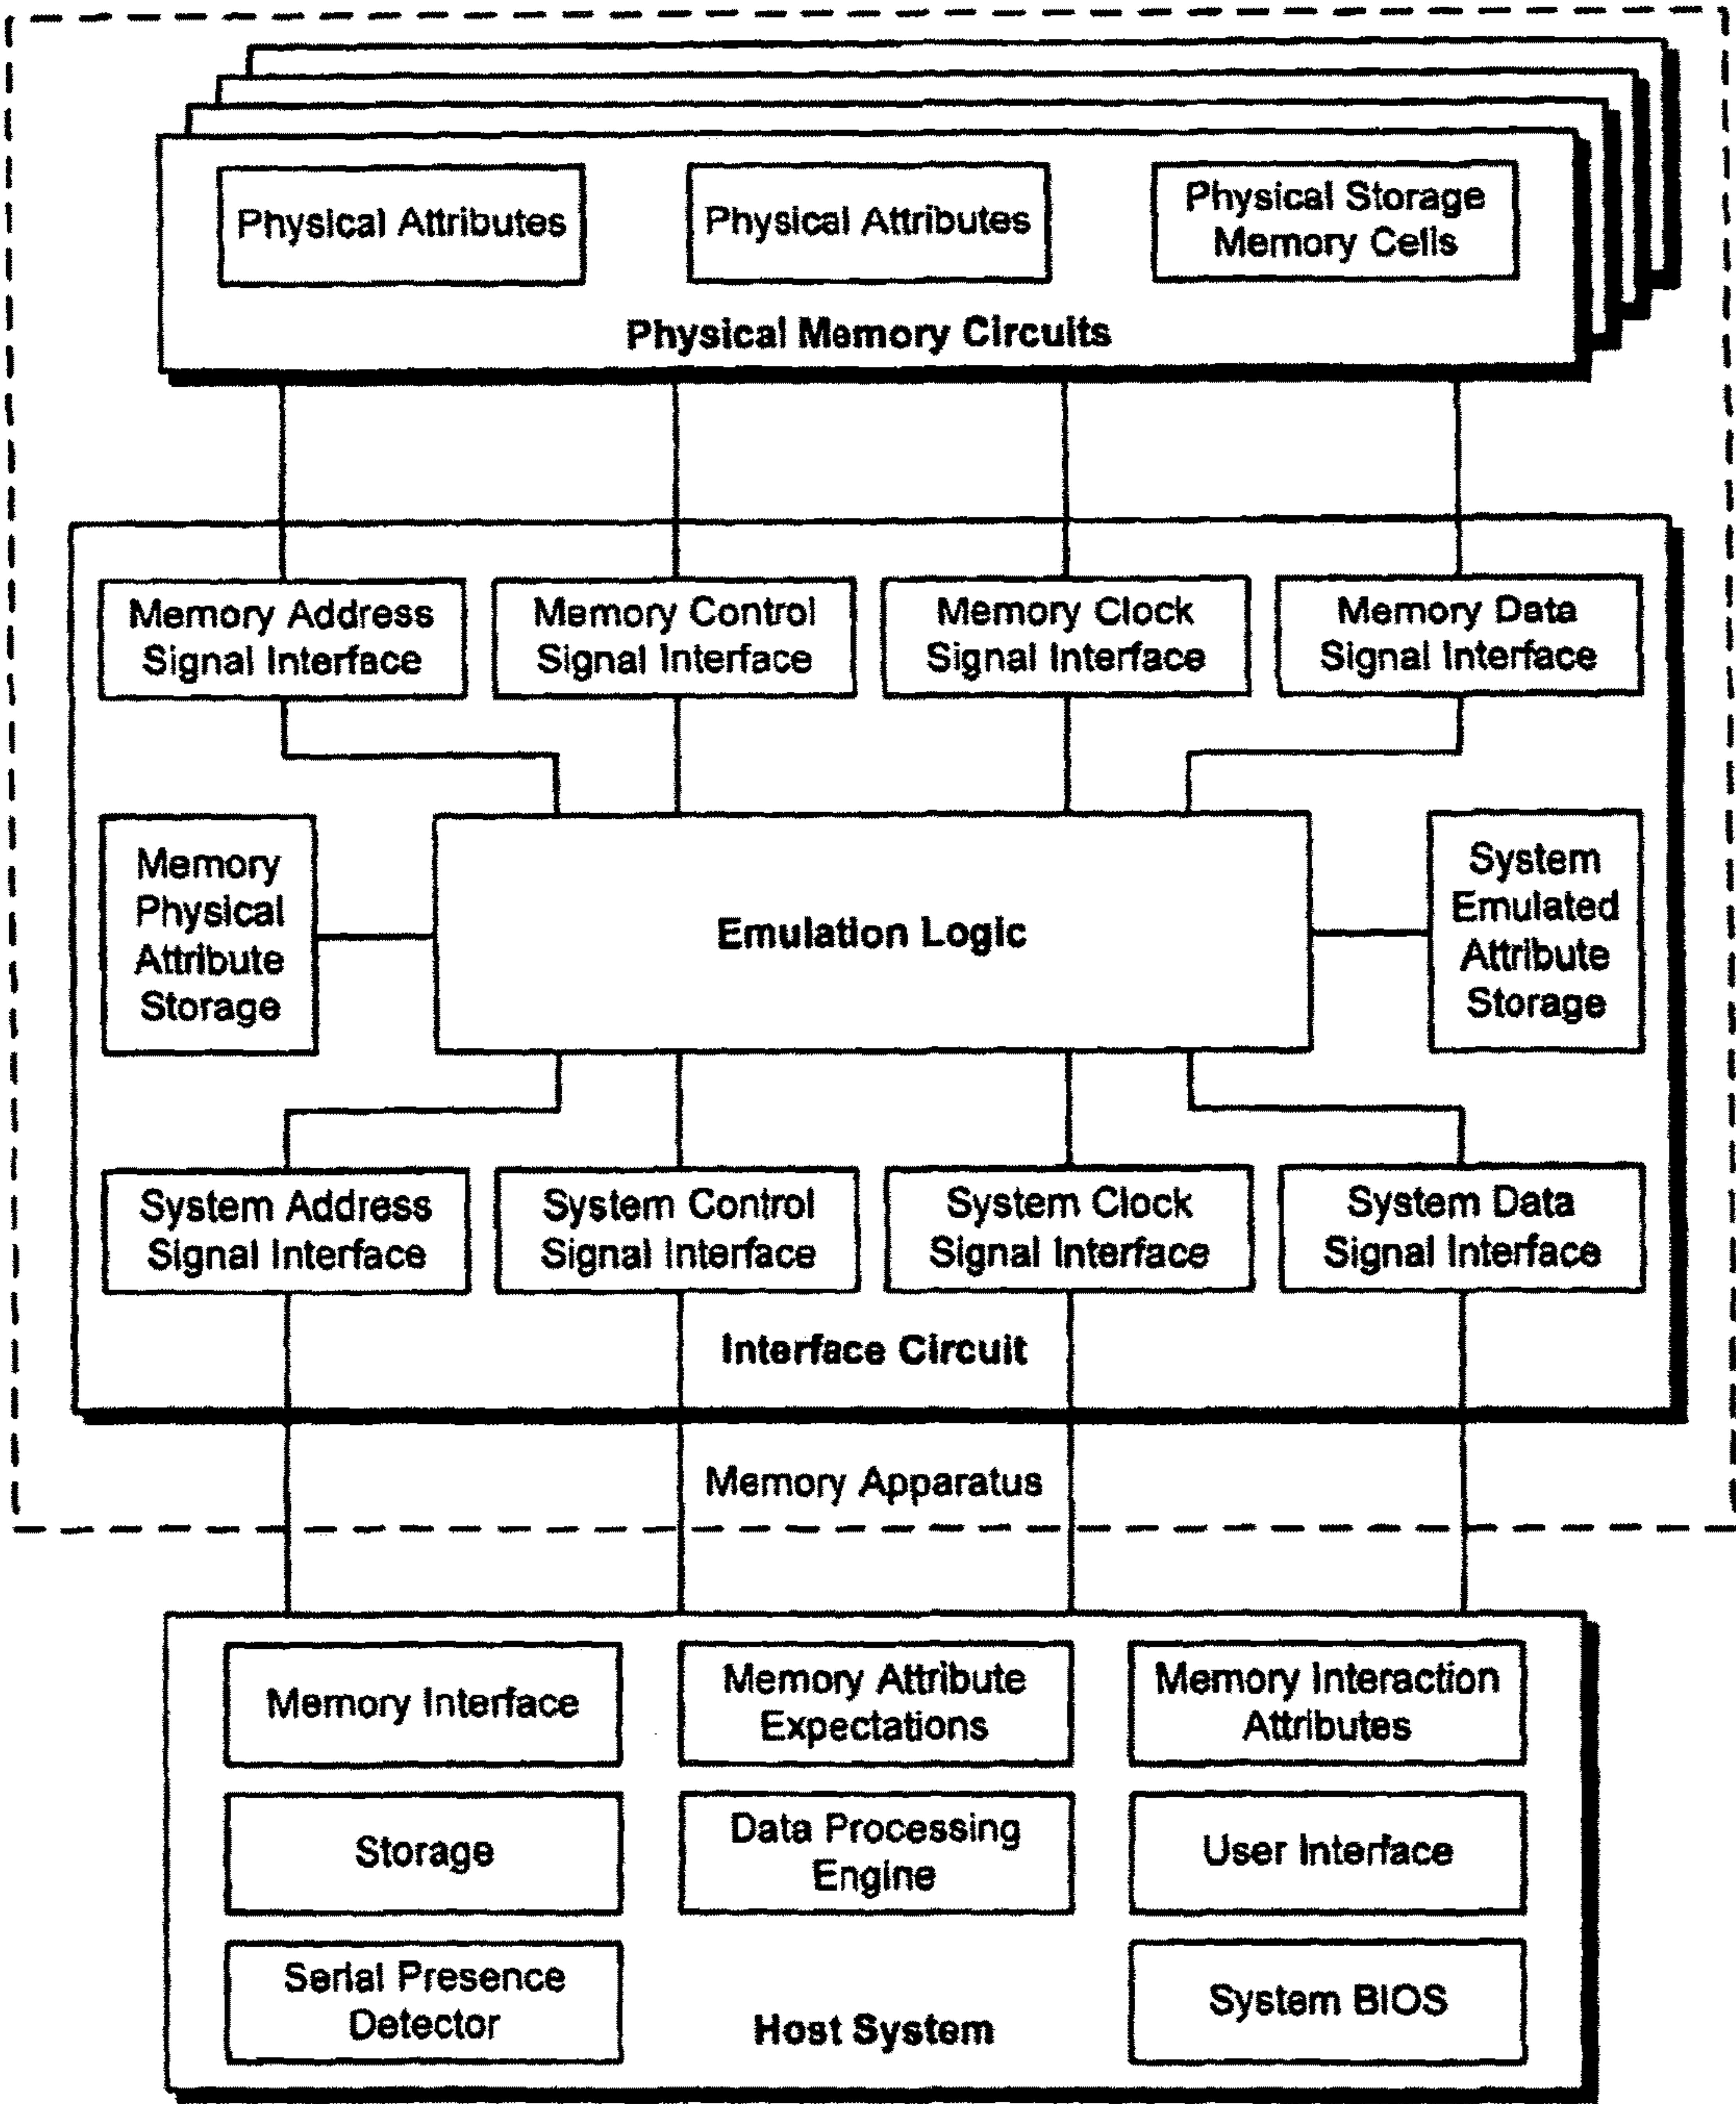 Physical Attributes
Physical Attributes
Physical Storage
Memory Cells
Physical Memory Circuits
Memory Address
Signal Interface
Memory Control
Signal Interface
Memory Clock
Signal Interface
Memory Data
Signal Interface
Memory
Physical
Attribute
Storage
Emulation Logic
System
Emulated
Attribute
Storage
System Address
Signal Interface
System Control
Signal Interface
System Clock
Signal Interface
System Data
Signal Interface
Interface Circuit
Memory Apparatus
Memory Interface
Memory Attribute
Expectations
Memory Interaction
Attributes
Storage
Data Processing
Engine
User Interface
Serial Presence
Detector
Host System
System BIOS